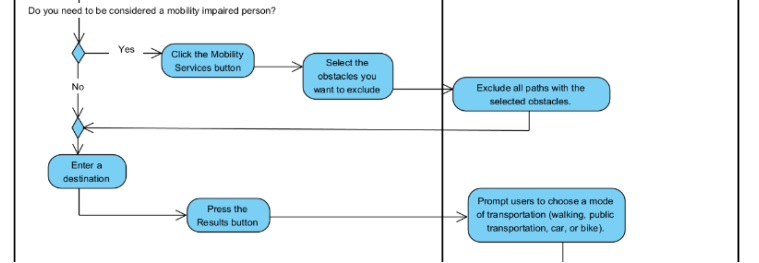 Do you need to be considered a mobility impaired person?
Yes
Click the Mobility
Services button
Select the
obstacles you
want to exclude
Exclude all paths with the
selected obstacles.
No
Enter a
destination
Press the
Results button
Prompt users to choose a mode
of transportation (walking, public
transportation, car, or bike).